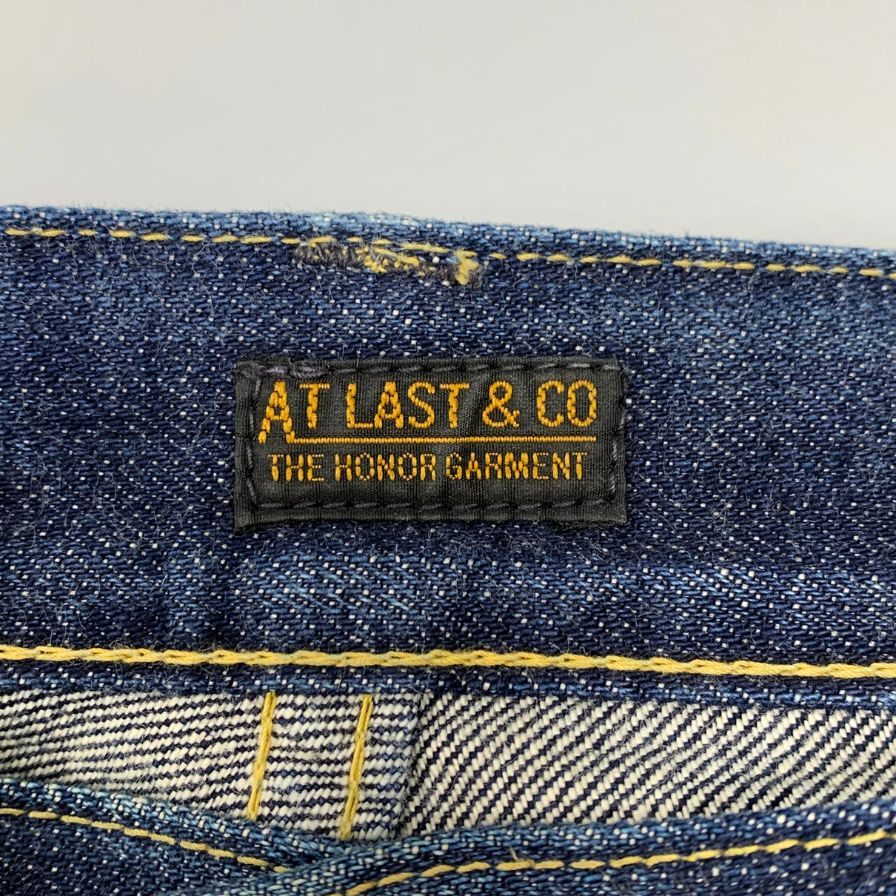 AT LAST & CO
THE HONOR GARMENT